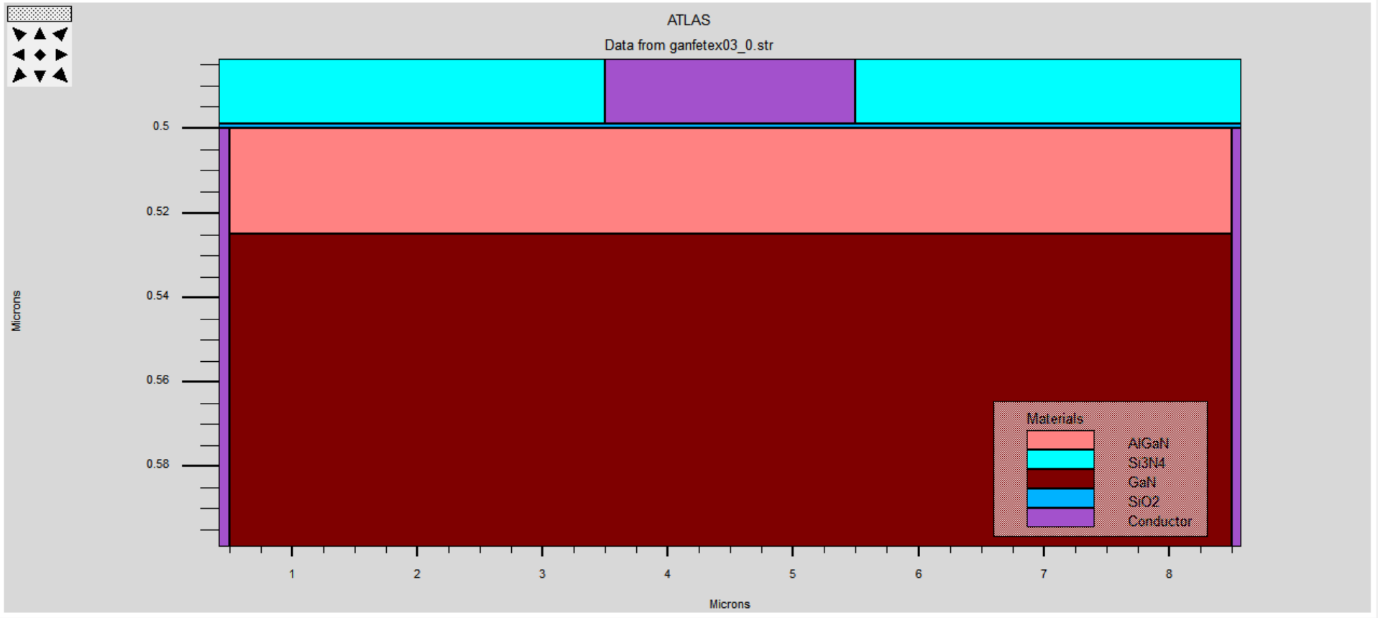 ATLAS
Data from ganfetex03_0.str
0.5
0.52
0.54
0.56
0.58
Microns
Materials
AlGaN
Si3N4
GaN
SiO2
Conductor
1 2 3 4 5 6 7 8
Microns